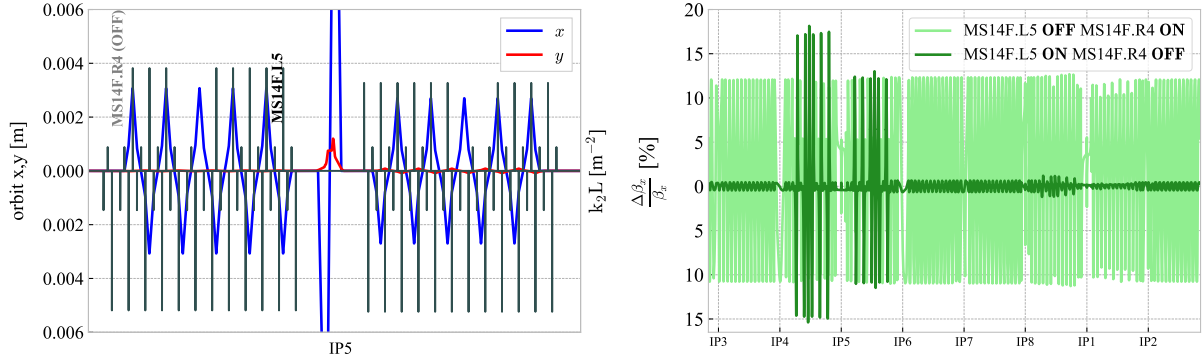 0.006
0.004
0.002
0.000
0.002
0.004
0.006
orbit x,y [m]
MS14F.R4 (OFF)
MS14F.L5
x
y
IP5
k₂L [m⁻²]
Δβₓ/βₓ [%]
20
15
10
5
0
5
10
15
MS14F.L5 OFF MS14F.R4 ON
MS14F.L5 ON MS14F.R4 OFF
IP3 IP4 IP5 IP6 IP7 IP8 IP1 IP2